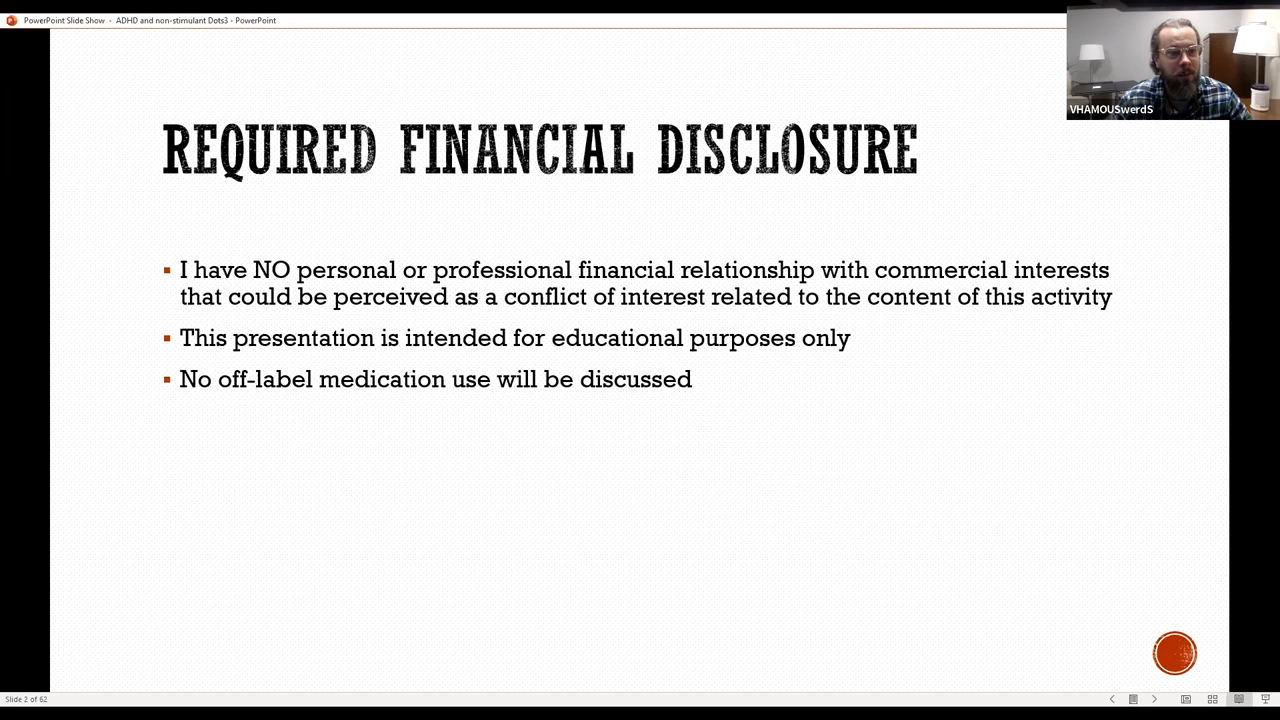 PowerPoint Slide Show - ADHD and non-stimulant Dots3 - PowerPoint
VHAMOUSwerdS
REQUIRED FINANCIAL DISCLOSURE
▪ I have NO personal or professional financial relationship with commercial interests
that could be perceived as a conflict of interest related to the content of this activity
▪ This presentation is intended for educational purposes only
▪ No off-label medication use will be discussed
Slide 2 of 62